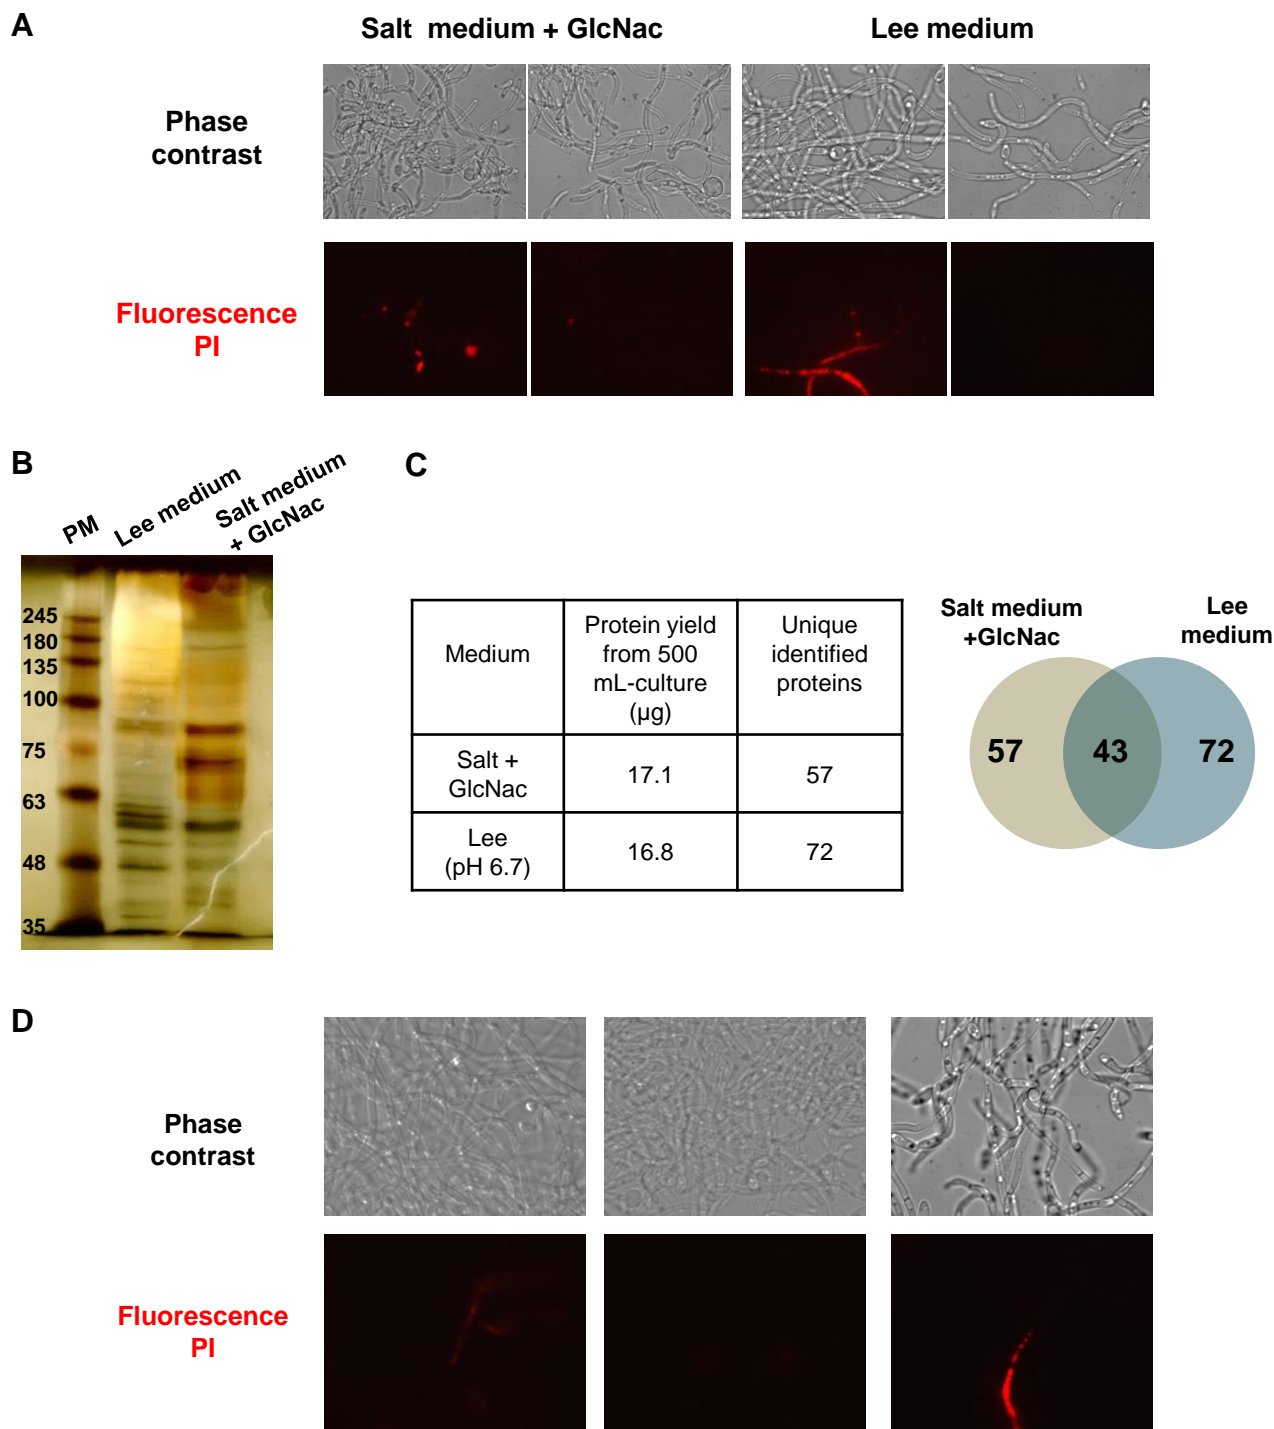 A
Salt medium + GlcNac
Lee medium
Phase
contrast
Fluorescence
PI
B
C
PM
Lee medium
Salt medium
+ GlcNac
245
180
135
100
75
63
48
35
Medium
Protein yield
from 500
mL-culture
(µg)
Unique
identified
proteins
Salt +
GlcNac
17.1
57
Lee
(pH 6.7)
16.8
72
Salt medium
+GlcNac
Lee
medium
57
43
72
D
Phase
contrast
Fluorescence
PI